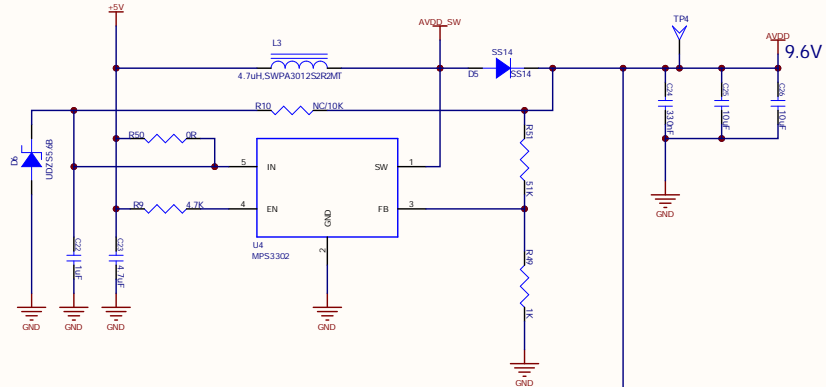 +5V
AVDD_SW
TP4
AVDD
9.6V
L3
4.7uH,SWPA3012S2R2MT
SS14
D5
SS14
R10
NC/10K
C24
330nF
C25
10uF
C26
10uF
R50
0R
R51
51K
D6
UDZS5.6B
5
IN
SW
1
R9
4.7K
4
EN
FB
3
GND
2
U4
MPS3302
C22
1uF
C23
4.7uF
R49
1K
GND
GND
GND
GND
GND
GND